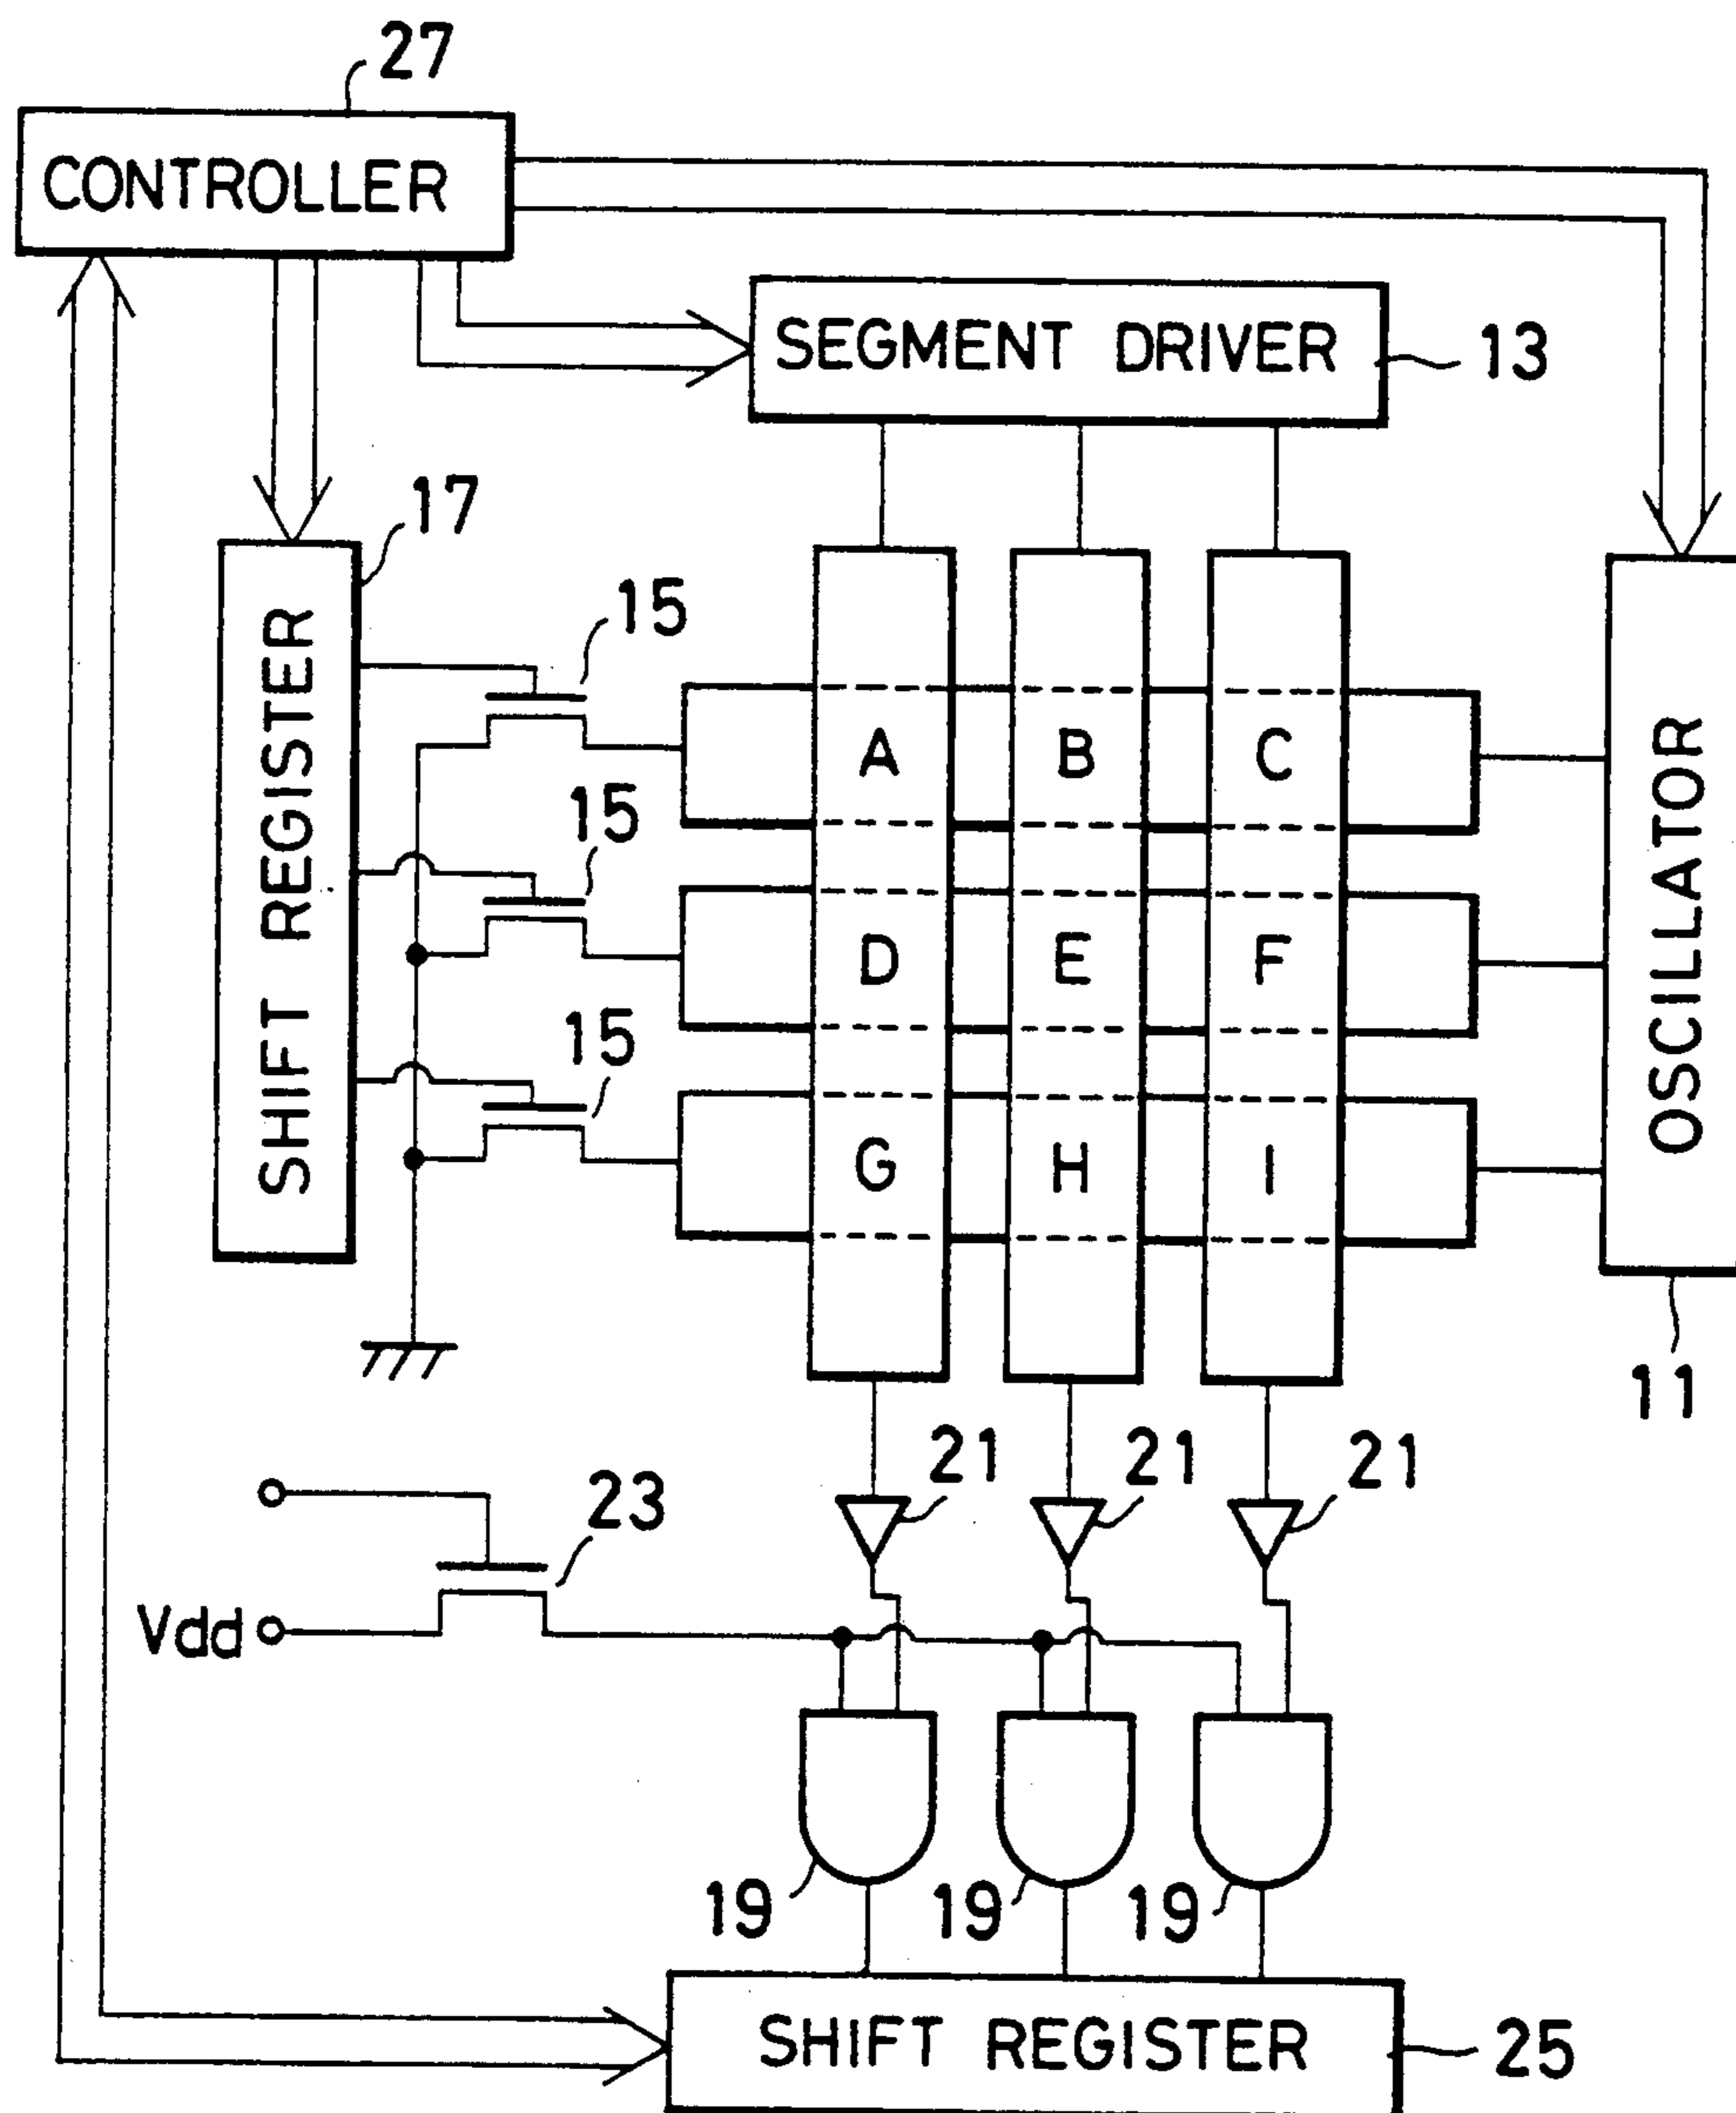 27
CONTROLLER
SEGMENT DRIVER
13
17
SHIFT REGISTER
15
15
15
A B C
D E F
G H I
OSCILLATOR
11
21 21 21
23
Vdd
19 19 19
SHIFT REGISTER
25